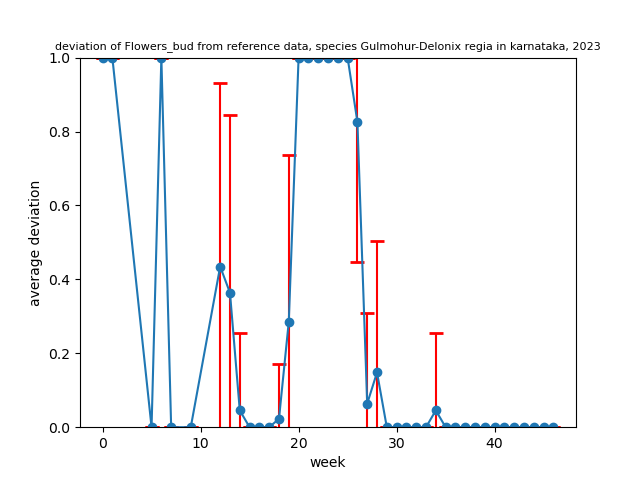 deviation of Flowers_bud from reference data, species Gulmohur-Delonix regia in karnataka, 2023
1.0
0.8
0.6
0.4
0.2
0.0
average deviation
0 10 20 30 40
week